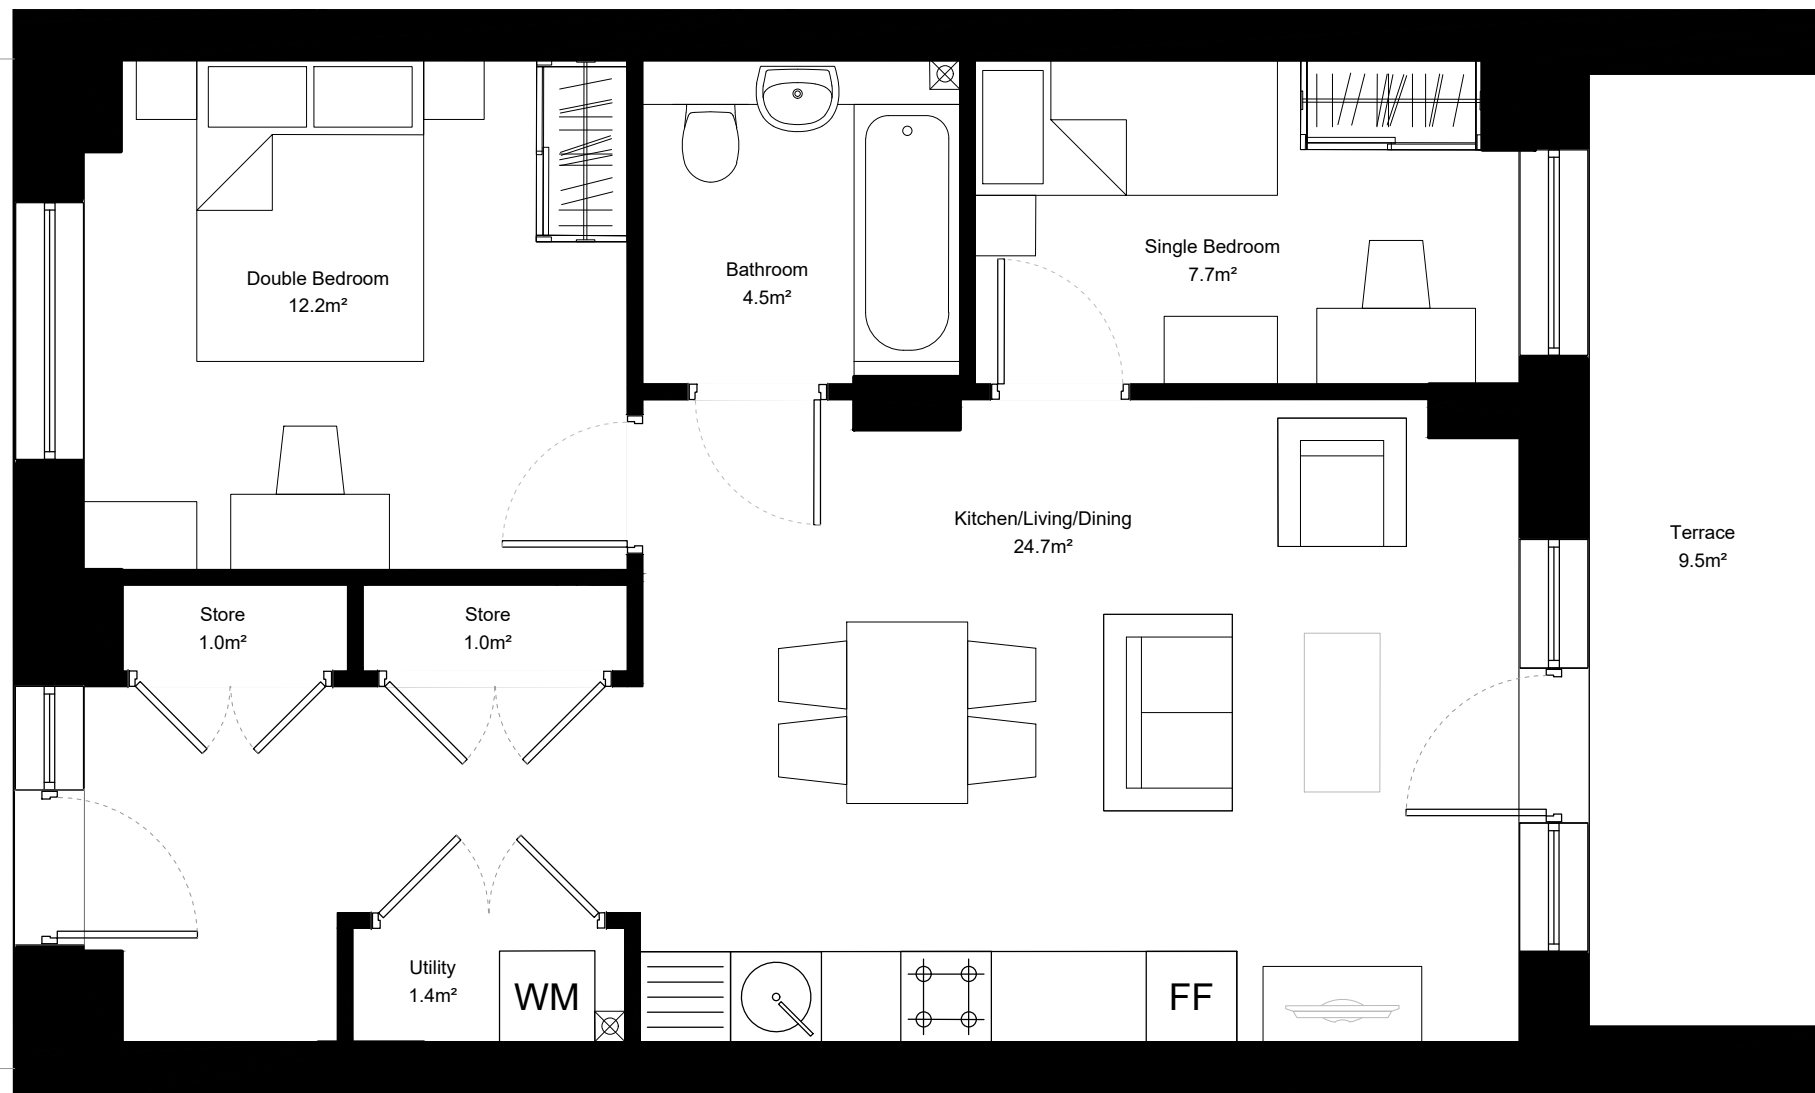 Double Bedroom
12.2m²
Bathroom
4.5m²
Single Bedroom
7.7m²
Kitchen/Living/Dining
24.7m²
Terrace
9.5m²
Store
1.0m²
Store
1.0m²
Utility
1.4m²
WM
FF